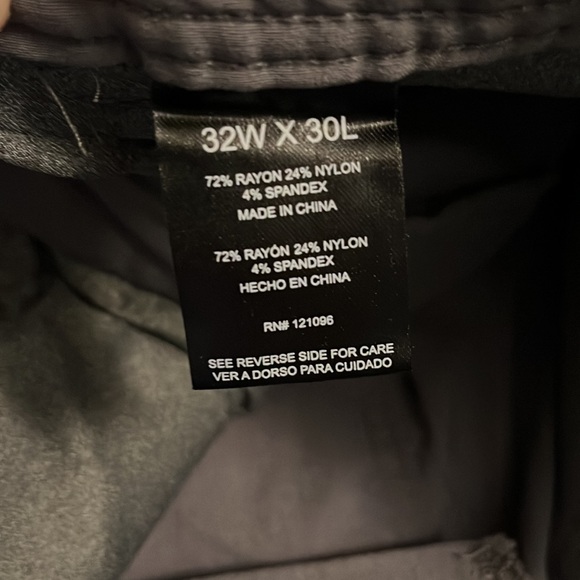 32W X 30L
72% RAYON 24% NYLON
4% SPANDEX
MADE IN CHINA
72% RAYÓN 24% NYLON
4% SPANDEX
HECHO EN CHINA
RN# 121096
SEE REVERSE SIDE FOR CARE
VER A DORSO PARA CUIDADO